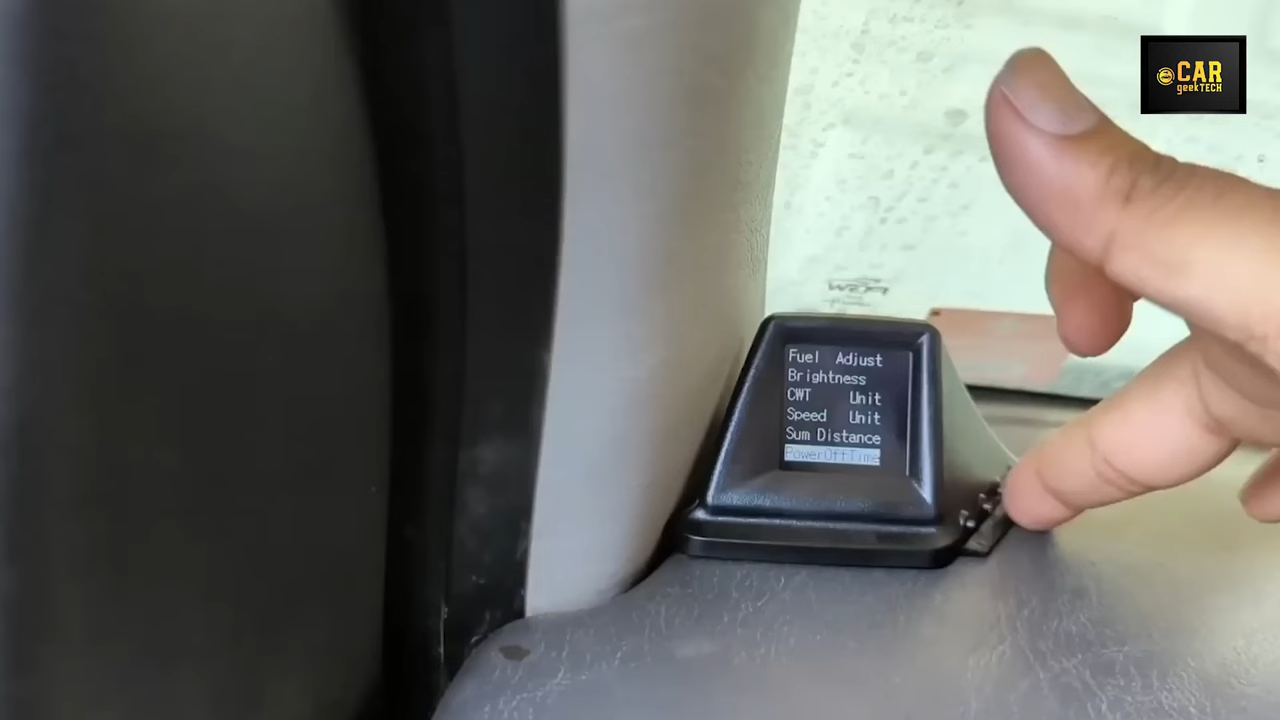 CAR
geekTECH
Fuel Adjust
Brightness
CWT Unit
Speed Unit
Sum Distance
PowerOffTime